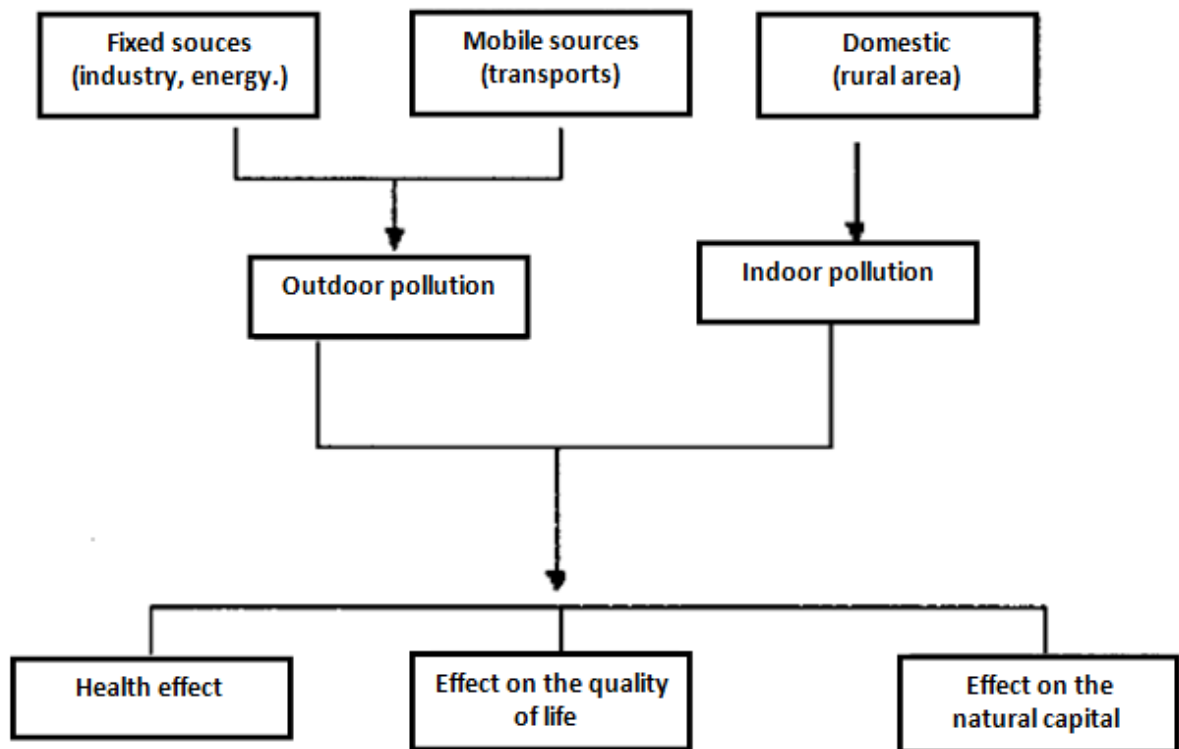 Fixed souces
(industry, energy.)
Mobile sources
(transports)
Domestic
(rural area)
Outdoor pollution
Indoor pollution
Health effect
Effect on the quality
of life
Effect on the
natural capital